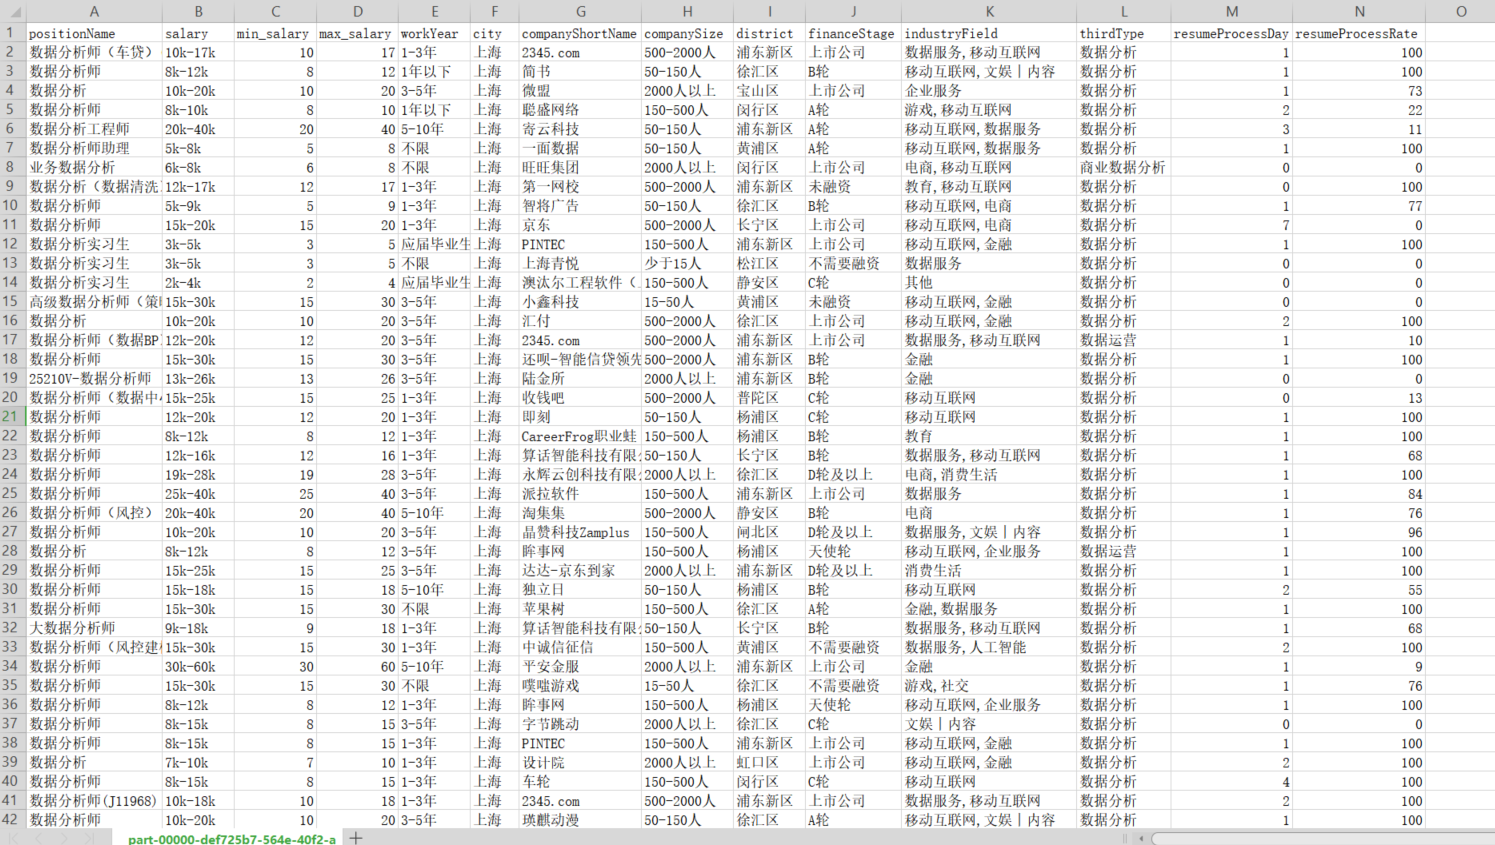 A B C D E F G H I J K L M N O
1 positionName salary min_salary max_salary workYear city companyShortName companySize district financeStage industryField thirdType resumeProcessDay resumeProcessRate
2 数据分析师（车贷） 10k-17k 10 17 1-3年 上海 2345.com 500-2000人 浦东新区 上市公司 数据服务,移动互联网 数据分析 1 100
3 数据分析师 8k-12k 8 12 1年以下 上海 简书 50-150人 徐汇区 B轮 移动互联网,文娱丨内容 数据分析 1 100
4 数据分析 10k-20k 10 20 3-5年 上海 微盟 2000人以上 宝山区 上市公司 企业服务 数据分析 1 73
5 数据分析师 8k-10k 8 10 1年以下 上海 聪盛网络 150-500人 闵行区 A轮 游戏,移动互联网 数据分析 2 22
6 数据分析工程师 20k-40k 20 40 5-10年 上海 寄云科技 50-150人 浦东新区 A轮 移动互联网,数据服务 数据分析 3 11
7 数据分析师助理 5k-8k 5 8 不限 上海 一面数据 50-150人 黄浦区 A轮 移动互联网,数据服务 数据分析 1 100
8 业务数据分析 6k-8k 6 8 不限 上海 旺旺集团 2000人以上 闵行区 上市公司 电商,移动互联网 商业数据分析 0 0
9 数据分析（数据清洗 12k-17k 12 17 1-3年 上海 第一网校 500-2000人 浦东新区 未融资 教育,移动互联网 数据分析 0 100
10 数据分析师 5k-9k 5 9 1-3年 上海 智将广告 50-150人 徐汇区 B轮 移动互联网,电商 数据分析 1 77
11 数据分析师 15k-20k 15 20 1-3年 上海 京东 500-2000人 长宁区 上市公司 移动互联网,电商 数据分析 7 0
12 数据分析实习生 3k-5k 3 5 应届毕业生 上海 PINTEC 150-500人 浦东新区 上市公司 移动互联网,金融 数据分析 1 100
13 数据分析实习生 3k-5k 3 5 不限 上海 上海青悦 少于15人 松江区 不需要融资 数据服务 数据分析 0 0
14 数据分析实习生 2k-4k 2 4 应届毕业生 上海 澳汰尔工程软件（ 150-500人 静安区 C轮 其他 数据分析 0 0
15 高级数据分析师（策 15k-30k 15 30 3-5年 上海 小鑫科技 15-50人 黄浦区 未融资 移动互联网,金融 数据分析 0 0
16 数据分析 10k-20k 10 20 3-5年 上海 汇付 500-2000人 徐汇区 上市公司 移动互联网,金融 数据分析 2 100
17 数据分析师（数据BP 12k-20k 12 20 3-5年 上海 2345.com 500-2000人 浦东新区 上市公司 数据服务,移动互联网 数据运营 1 10
18 数据分析师 15k-30k 15 30 3-5年 上海 还呗-智能信贷领先 500-2000人 浦东新区 B轮 金融 数据分析 1 100
19 25210V-数据分析师 13k-26k 13 26 3-5年 上海 陆金所 2000人以上 浦东新区 B轮 金融 数据分析 0 0
20 数据分析师（数据中 15k-25k 15 25 1-3年 上海 收钱吧 500-2000人 普陀区 C轮 移动互联网 数据分析 0 13
21 数据分析师 12k-20k 12 20 1-3年 上海 即刻 50-150人 杨浦区 C轮 移动互联网 数据分析 1 100
22 数据分析师 8k-12k 8 12 1-3年 上海 CareerFrog职业蛙 150-500人 杨浦区 B轮 教育 数据分析 1 100
23 数据分析师 12k-16k 12 16 1-3年 上海 算话智能科技有限 50-150人 长宁区 B轮 数据服务,移动互联网 数据分析 1 68
24 数据分析师 19k-28k 19 28 3-5年 上海 永辉云创科技有限 2000人以上 徐汇区 D轮及以上 电商,消费生活 数据分析 1 100
25 数据分析师 25k-40k 25 40 3-5年 上海 派拉软件 150-500人 浦东新区 上市公司 数据服务 数据分析 1 84
26 数据分析师（风控） 20k-40k 20 40 5-10年 上海 淘集集 500-2000人 静安区 B轮 电商 数据分析 1 76
27 数据分析师 10k-20k 10 20 3-5年 上海 晶赞科技Zamplus 150-500人 闸北区 D轮及以上 数据服务,文娱丨内容 数据分析 1 96
28 数据分析 8k-12k 8 12 3-5年 上海 眸事网 150-500人 杨浦区 天使轮 移动互联网,企业服务 数据运营 1 100
29 数据分析师 15k-25k 15 25 3-5年 上海 达达-京东到家 2000人以上 浦东新区 D轮及以上 消费生活 数据分析 1 100
30 数据分析师 15k-18k 15 18 5-10年 上海 独立日 50-150人 杨浦区 B轮 移动互联网 数据分析 2 55
31 数据分析师 15k-30k 15 30 不限 上海 苹果树 150-500人 徐汇区 A轮 金融,数据服务 数据分析 1 100
32 大数据分析师 9k-18k 9 18 1-3年 上海 算话智能科技有限 50-150人 长宁区 B轮 数据服务,移动互联网 数据分析 1 68
33 数据分析师（风控建 15k-30k 15 30 1-3年 上海 中诚信征信 150-500人 黄浦区 不需要融资 数据服务,人工智能 数据分析 2 100
34 数据分析师 30k-60k 30 60 5-10年 上海 平安金服 2000人以上 浦东新区 上市公司 金融 数据分析 1 9
35 数据分析师 15k-30k 15 30 不限 上海 噗嗤游戏 15-50人 徐汇区 不需要融资 游戏,社交 数据分析 1 76
36 数据分析师 8k-12k 8 12 1-3年 上海 眸事网 150-500人 杨浦区 天使轮 移动互联网,企业服务 数据分析 1 100
37 数据分析师 8k-15k 8 15 3-5年 上海 字节跳动 2000人以上 徐汇区 C轮 文娱丨内容 数据分析 0 0
38 数据分析师 8k-15k 8 15 1-3年 上海 PINTEC 150-500人 浦东新区 上市公司 移动互联网,金融 数据分析 1 100
39 数据分析 7k-10k 7 10 1-3年 上海 设计院 2000人以上 虹口区 上市公司 移动互联网,金融 数据分析 2 100
40 数据分析师 8k-15k 8 15 1-3年 上海 车轮 150-500人 闵行区 C轮 移动互联网 数据分析 4 100
41 数据分析师(J11968) 10k-18k 10 18 1-3年 上海 2345.com 500-2000人 浦东新区 上市公司 数据服务,移动互联网 数据分析 2 100
42 数据分析师 10k-20k 10 20 3-5年 上海 瑛麒动漫 50-150人 长宁区 A轮 移动互联网,文娱丨内容 数据分析 1 100
part-00000-def725b7-564e-40f2-a